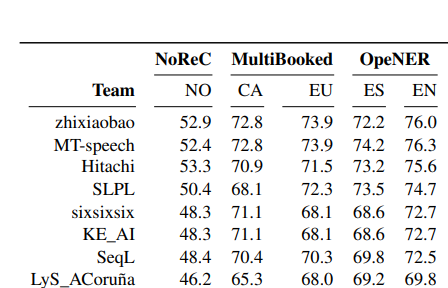 NoReC MultiBooked OpeNER
Team NO CA EU ES EN
zhixiaobao 52.9 72.8 73.9 72.2 76.0
MT-speech 52.4 72.8 73.9 74.2 76.3
Hitachi 53.3 70.9 71.5 73.2 75.6
SLPL 50.4 68.1 72.3 73.5 74.7
sixsixsix 48.3 71.1 68.1 68.6 72.7
KE_AI 48.3 71.1 68.1 68.6 72.7
SeqL 48.4 70.4 70.3 69.8 72.5
LyS_ACoruña 46.2 65.3 68.0 69.2 69.8